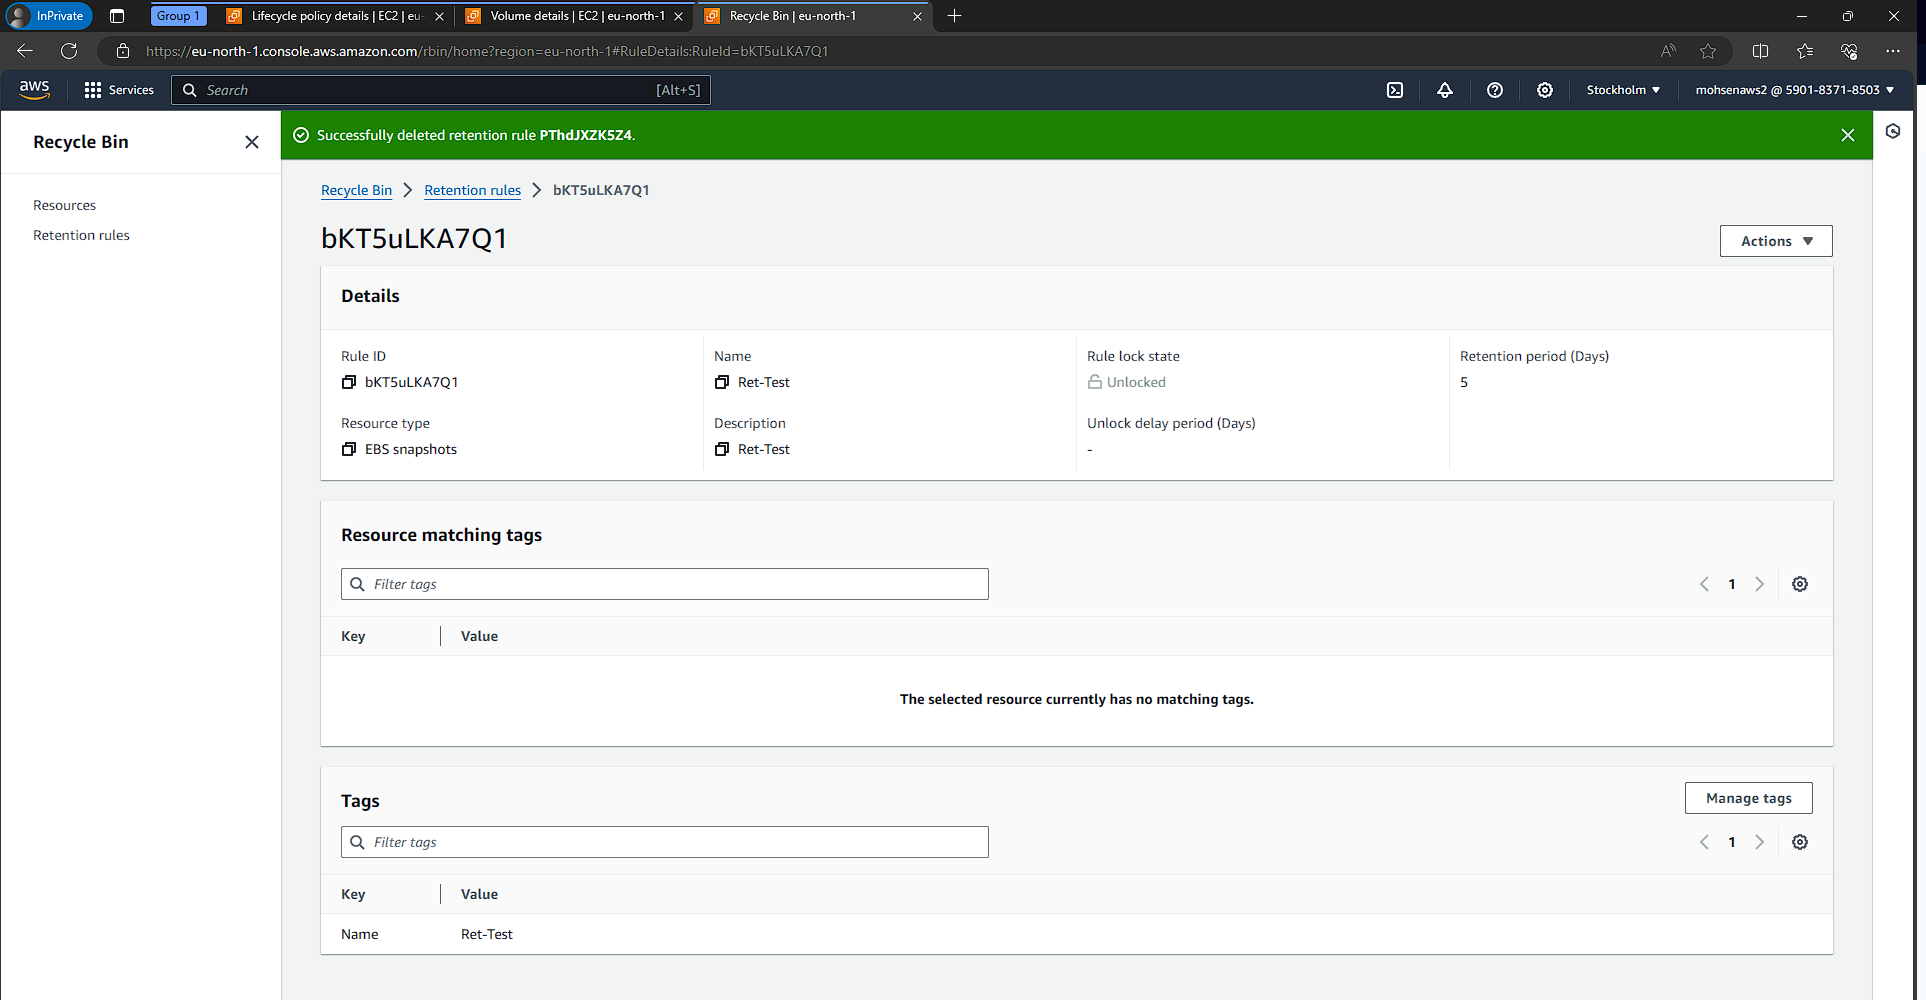 InPrivate
Group 1
Lifecycle policy details | EC2 | eu-
Volume details | EC2 | eu-north-1
Recycle Bin | eu-north-1
https://eu-north-1.console.aws.amazon.com/rbin/home?region=eu-north-1#RuleDetails:RuleId=bKT5uLKA7Q1
aws
Services
Search
[Alt+S]
Stockholm
mohsenaws2 @ 5901-8371-8503
Recycle Bin
Resources
Retention rules
Successfully deleted retention rule PThdJXZK5Z4.
Recycle Bin > Retention rules > bKT5uLKA7Q1
bKT5uLKA7Q1
Actions
Details
Rule ID
bKT5uLKA7Q1
Name
Ret-Test
Rule lock state
Unlocked
Retention period (Days)
5
Resource type
EBS snapshots
Description
Ret-Test
Unlock delay period (Days)
-
Resource matching tags
Filter tags
1
Key
Value
The selected resource currently has no matching tags.
Tags
Manage tags
Filter tags
1
Key
Value
Name
Ret-Test